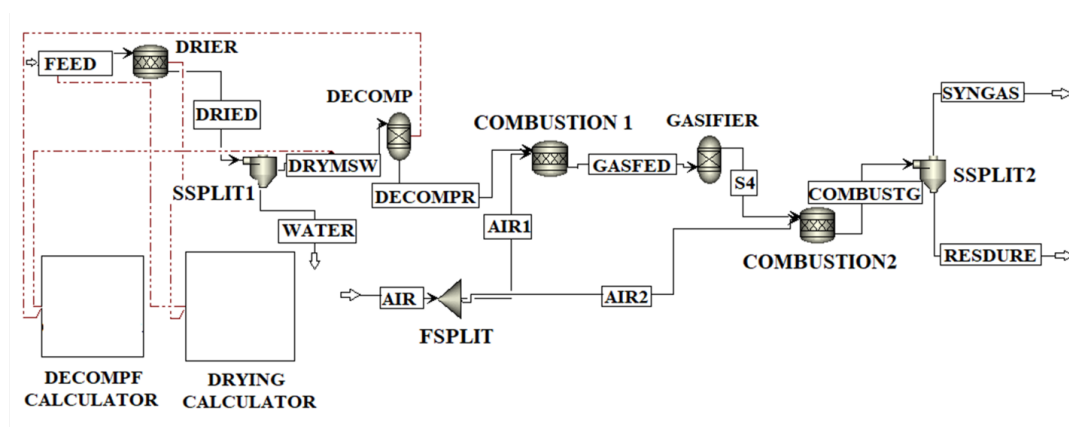 DRIER
FEED
DECOMP
DRIED
COMBUSTION 1
GASIFIER
SYNGAS
DRYMSW
GASFED
SSPLIT1
DECOMPR
S4
COMBUSTG
SSPLIT2
WATER
AIR1
COMBUSTION2
RESDURE
AIR
AIR2
FSPLIT
DECOMPF
CALCULATOR
DRYING
CALCULATOR